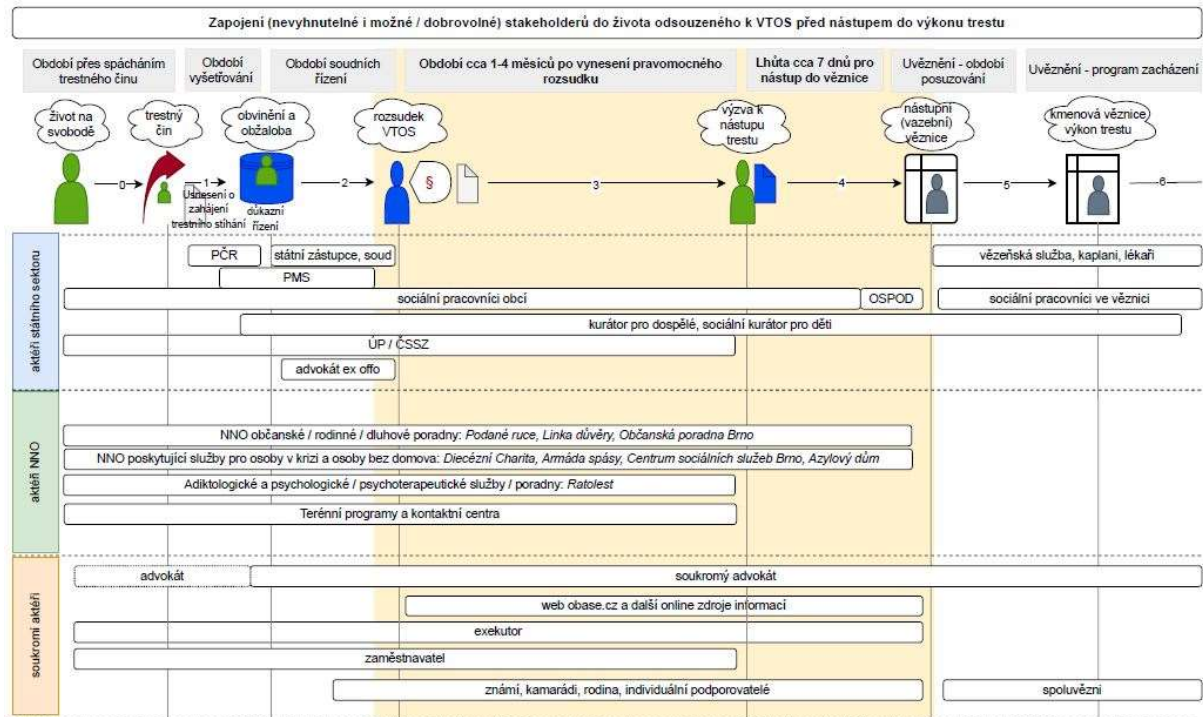 Zapojení (nevyhnutelné i možné / dobrovolné) stakeholderů do života odsouzeného k VTOS před nástupem do výkonu trestu
Období přes spácháním
trestného činu
Období
vyšetřování
Období soudních
řízení
Období cca 1-4 měsíců po vynesení pravomocného
rozsudku
Lhůta cca 7 dnů pro
nástup do věznice
Uvěznění - období
posuzování
Uvěznění - program zacházení
život na
svobodě
trestný
čin
obvinění a
obžaloba
rozsudek
VTOS
výzva k
nástupu
trestu
nástupní
(vazební)
věznice
kmenová věznice
výkon trestu
0
1
2
§
3
4
5
6
Usnesení o
zahájení
trestního stíhání
důkazní
řízení
aktéři státního sektoru
PČR
státní zástupce, soud
vězeňská služba, kaplani, lékaři
PMS
sociální pracovníci obcí
OSPOD
sociální pracovníci ve věznici
kurátor pro dospělé, sociální kurátor pro děti
ÚP / ČSSZ
advokát ex offo
aktéři NNO
NNO občanské / rodinné / dluhové poradny: Podané ruce, Linka důvěry, Občanská poradna Brno
NNO poskytující služby pro osoby v krizi a osoby bez domova: Diecézní Charita, Armáda spásy, Centrum sociálních služeb Brno, Azylový dům
Adiktologické a psychologické / psychoterapeutické služby / poradny: Ratolest
Terénní programy a kontaktní centra
soukromí aktéři
advokát
soukromý advokát
web obase.cz a další online zdroje informací
exekutor
zaměstnavatel
známí, kamarádi, rodina, individuální podporovatelé
spoluvězni